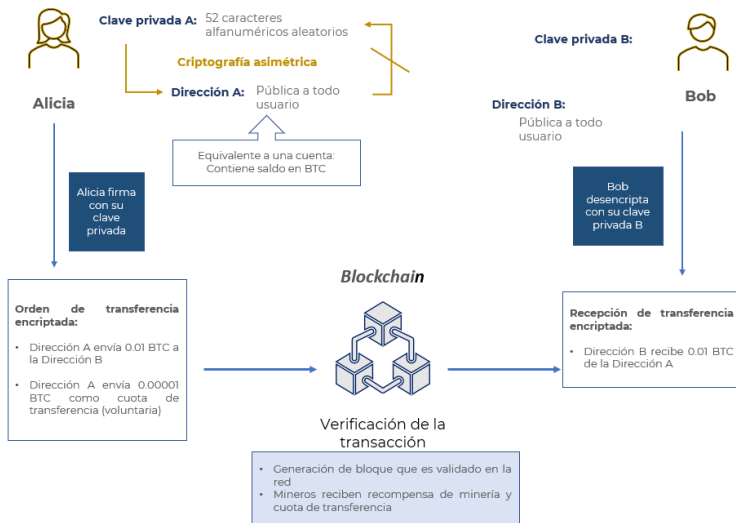 Clave privada A: 52 caracteres
alfanuméricos aleatorios
Criptografía asimétrica
Dirección A: Pública a todo
usuario
Alicia
Equivalente a una cuenta:
Contiene saldo en BTC
Clave privada B:
Bob
Dirección B:
Pública a todo
usuario
Alicia firma
con su
clave
privada
Bob
desencripta
con su clave
privada B
Orden de transferencia
encriptada:
• Dirección A envía 0.01 BTC a
la Dirección B
• Dirección A envía 0.00001
BTC como cuota de
transferencia (voluntaria)
Blockchain
Verificación de la
transacción
• Generación de bloque que es validado en la
red
• Mineros reciben recompensa de minería y
cuota de transferencia
Recepción de transferencia
encriptada:
• Dirección B recibe 0.01 BTC
de la Dirección A